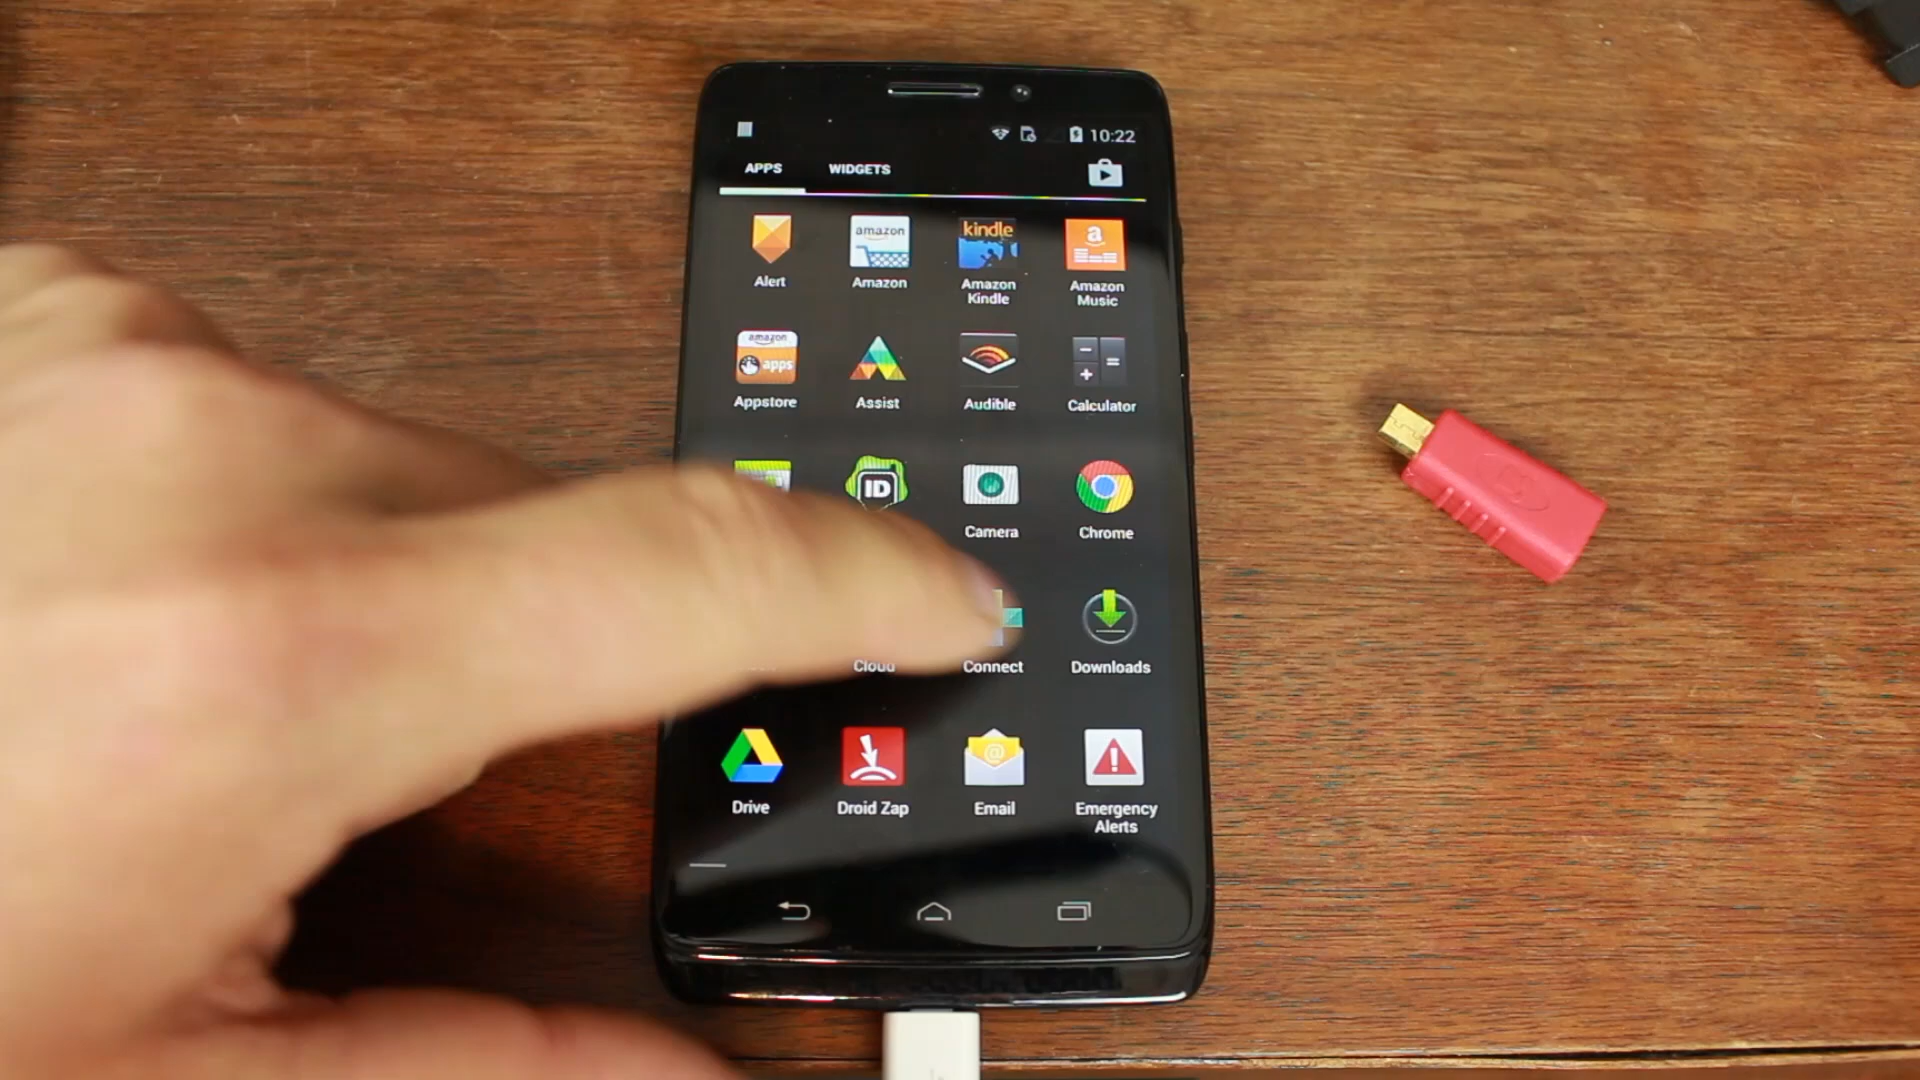 10:22
APPS WIDGETS
amazon
kindle
a
Alert
Amazon
Amazon
Kindle
Amazon
Music
amazon
apps
Appstore
Assist
Audible
Calculator
ID
Camera
Chrome
Cloud
Connect
Downloads
@
Drive
Droid Zap
Email
Emergency
Alerts